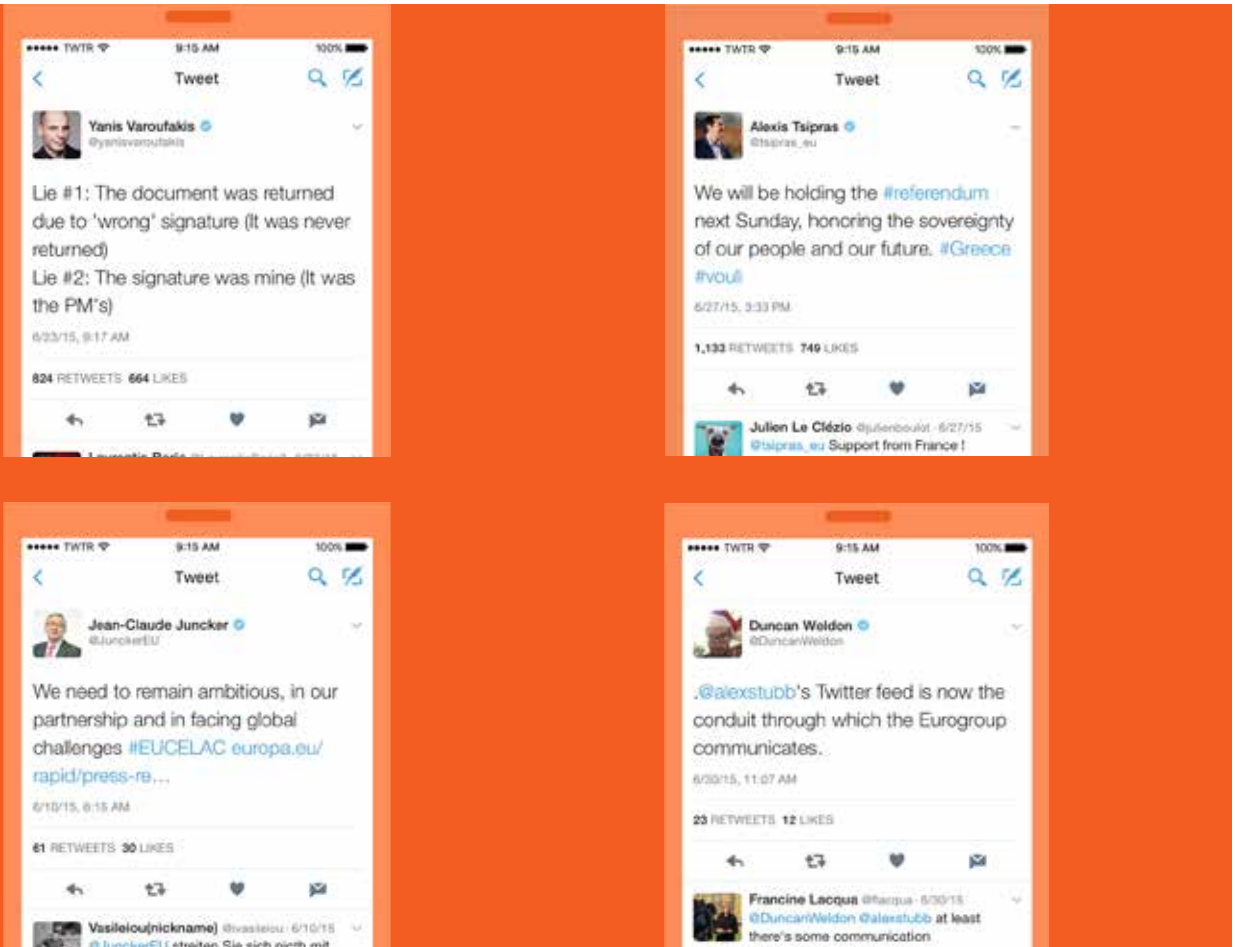 TWTR 9:15 AM 100%
Tweet
Yanis Varoufakis
@yanisvaroufakis
Lie #1: The document was returned
due to 'wrong' signature (It was never
returned)
Lie #2: The signature was mine (It was
the PM's)
6/23/15, 9:17 AM
824 RETWEETS 664 LIKES
TWTR 9:15 AM 100%
Tweet
Alexis Tsipras
@tsipras_eu
We will be holding the #referendum
next Sunday, honoring the sovereignty
of our people and our future. #Greece
#vouli
6/27/15, 3:33 PM
1,133 RETWEETS 749 LIKES
Julien Le Clézio @julienboulot · 6/27/15
@tsipras_eu Support from France !
TWTR 9:15 AM 100%
Tweet
Jean-Claude Juncker
@JunckerEU
We need to remain ambitious, in our
partnership and in facing global
challenges #EUCELAC europa.eu/
rapid/press-re…
6/10/15, 6:15 AM
61 RETWEETS 30 LIKES
Vasileiou(nickname) @ivasileiou · 6/10/15
@JunckerEU streiten Sie sich nicth mit
TWTR 9:15 AM 100%
Tweet
Duncan Weldon
@DuncanWeldon
.@alexstubb's Twitter feed is now the
conduit through which the Eurogroup
communicates.
6/30/15, 11:07 AM
23 RETWEETS 12 LIKES
Francine Lacqua @flacqua · 6/30/15
@DuncanWeldon @alexstubb at least
there's some communication